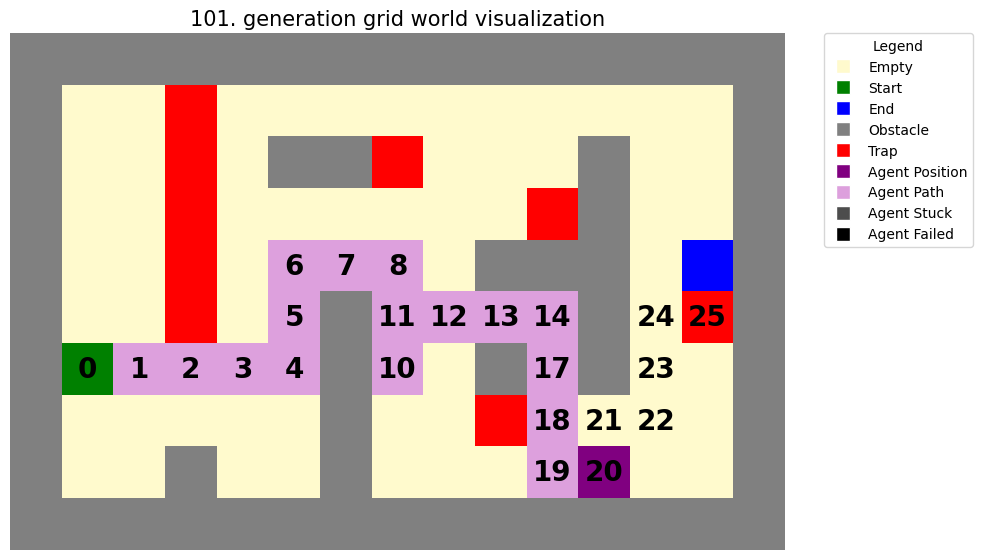 101. generation grid world visualization
Legend
Empty
Start
End
Obstacle
Trap
Agent Position
Agent Path
Agent Stuck
Agent Failed
6 7 8
5 11 12 13 14 24 25
0 1 2 3 4 10 17 23
18 21 22
19 20